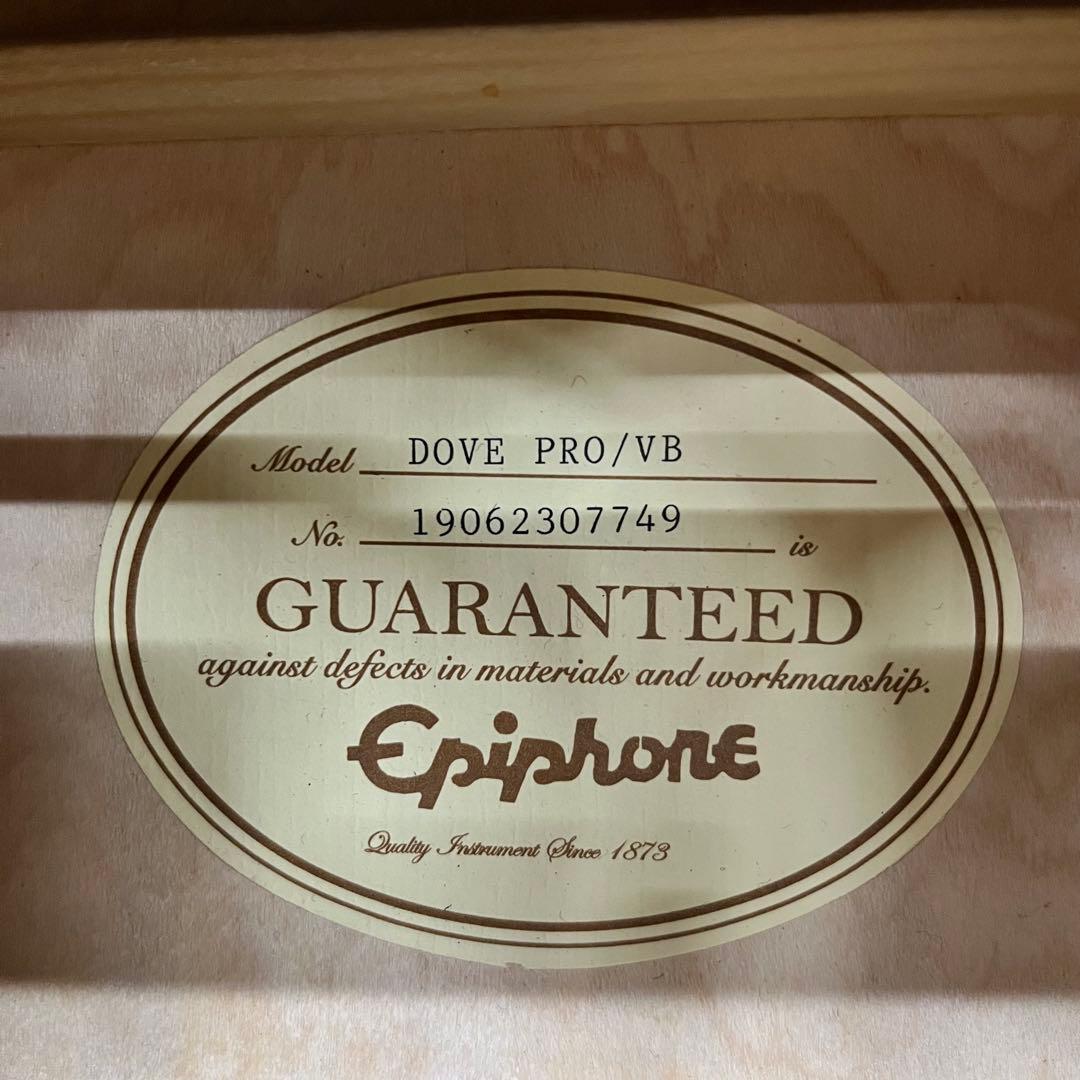 Model DOVE PRO/VB
No. 19062307749 is
GUARANTEED
against defects in materials and workmanship.
Epiphone
Quality Instrument Since 1873